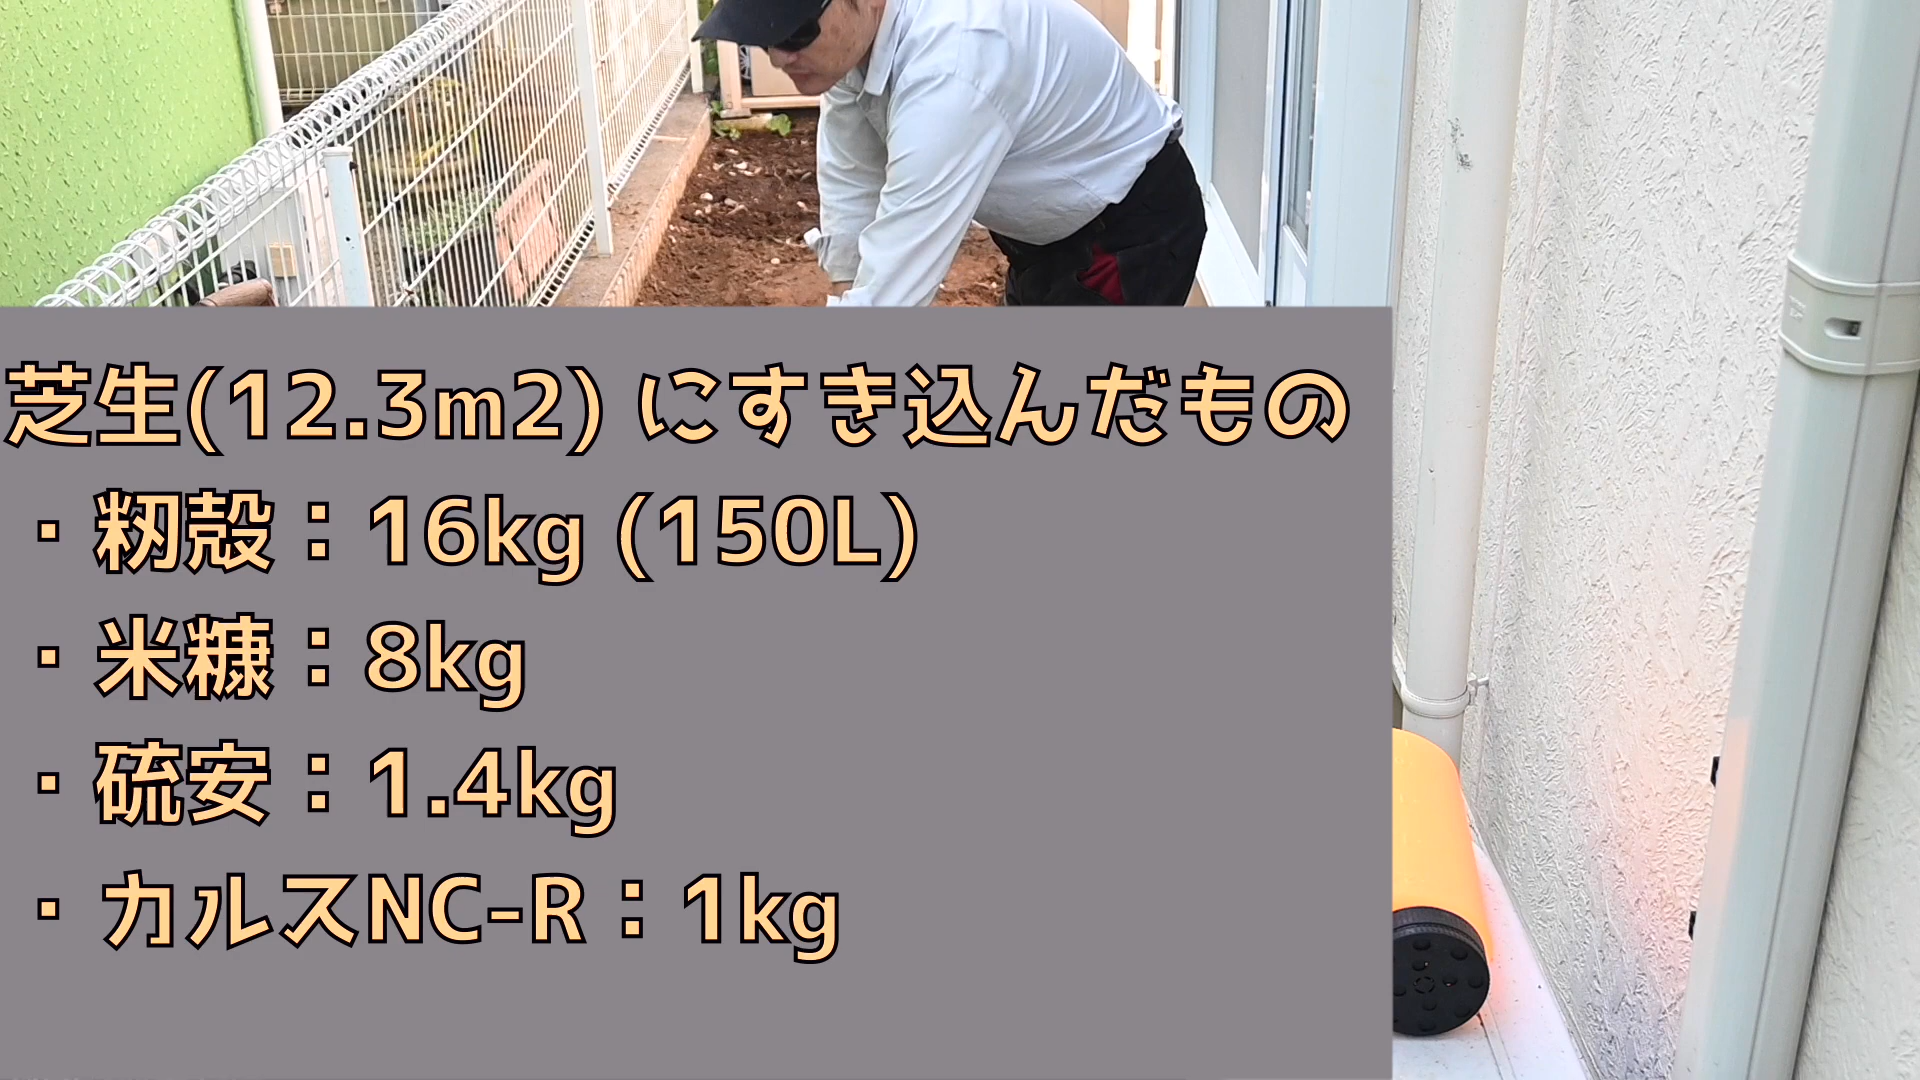 芝生(12.3m2) にすき込んだもの
・籾殻：16kg (150L)
・米糠：8kg
・硫安：1.4kg
・カルスNC-R：1kg